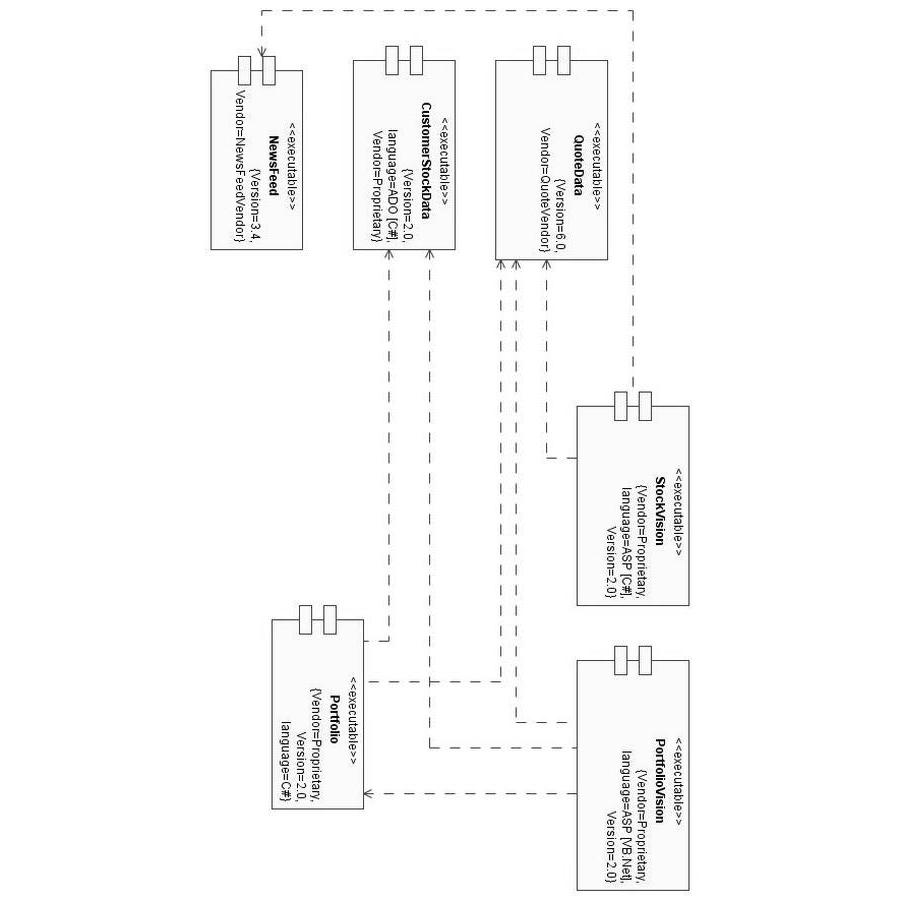 <<executable>>
StockVision
{Vendor=Proprietary,
language=ASP [C#],
Version=2.0}
<<executable>>
PortfolioVision
{Vendor=Proprietary,
language=ASP [VB.Net],
Version=2.0}
<<executable>>
QuoteData
{Version=6.0,
Vendor=QuoteVendor}
<<executable>>
CustomerStockData
{Version=2.0,
language=ADO [C#],
Vendor=Proprietary}
<<executable>>
Portfolio
{Vendor=Proprietary,
Version=2.0,
language=C#}
<<executable>>
NewsFeed
{Version=3.4,
Vendor=NewsFeedVendor}